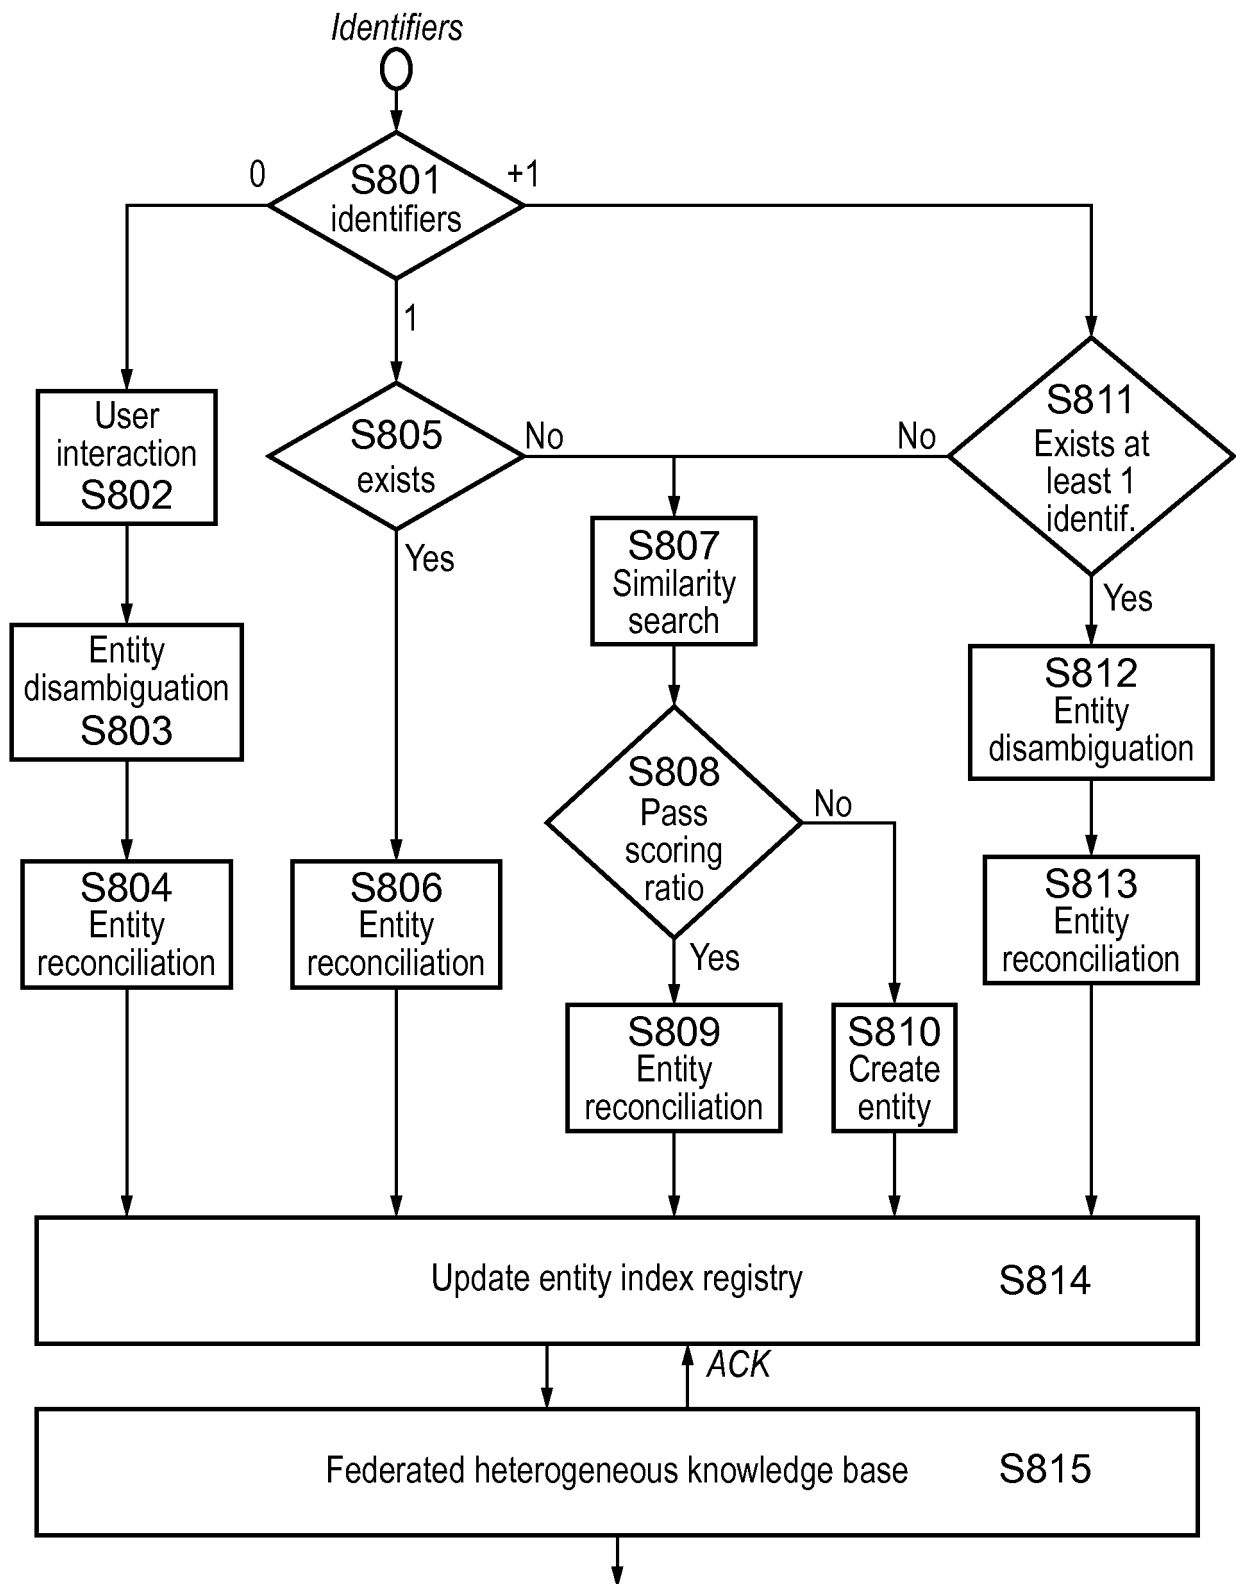 Identifiers
0
S801
identifiers
+1
1
User
interaction
S802
S805
exists
No
Yes
No
S811
Exists at
least 1
identif.
Yes
S807
Similarity
search
Entity
disambiguation
S803
S812
Entity
disambiguation
S808
Pass
scoring
ratio
No
Yes
S804
Entity
reconciliation
S806
Entity
reconciliation
S813
Entity
reconciliation
S809
Entity
reconciliation
S810
Create
entity
Update entity index registry S814
ACK
Federated heterogeneous knowledge base S815